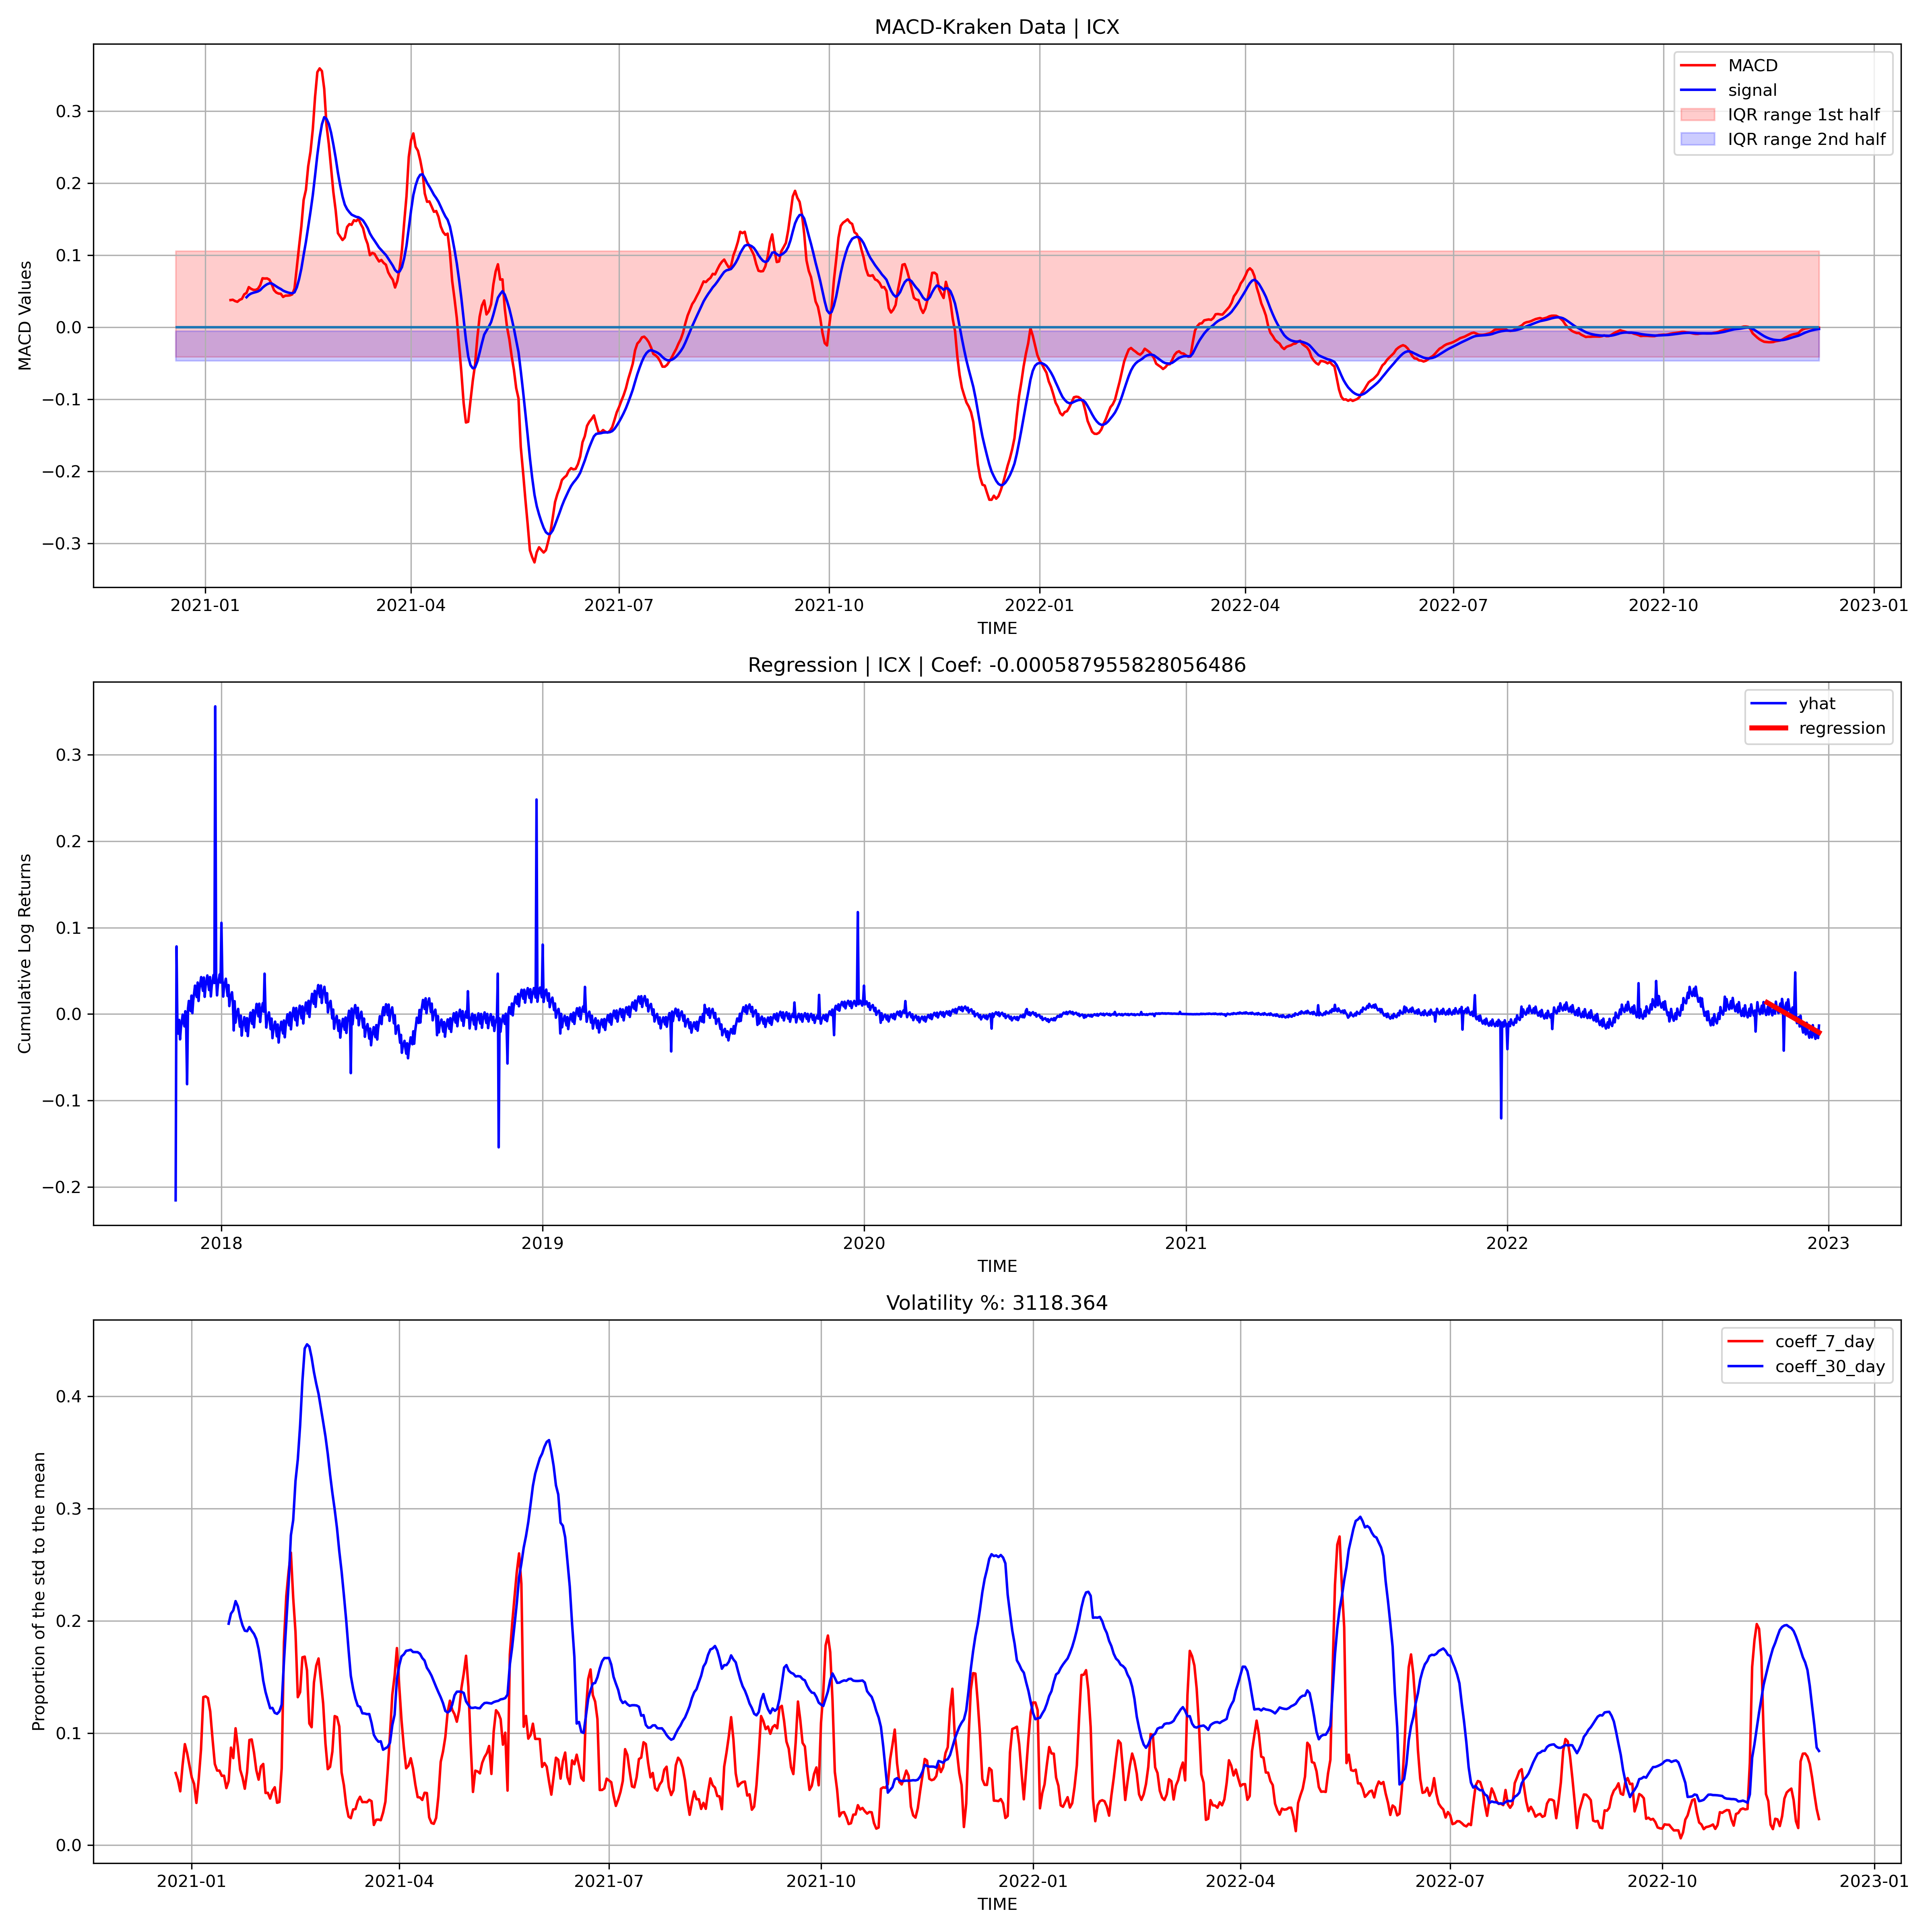 MACD-Kraken Data | ICX
MACD
signal
IQR range 1st half
IQR range 2nd half
MACD Values
0.3
0.2
0.1
0.0
−0.1
−0.2
−0.3
2021-01 2021-04 2021-07 2021-10 2022-01 2022-04 2022-07 2022-10 2023-01
TIME
Regression | ICX | Coef: -0.000587955828056486
yhat
regression
Cumulative Log Returns
0.3
0.2
0.1
0.0
−0.1
−0.2
2018 2019 2020 2021 2022 2023
TIME
Volatility %: 3118.364
coeff_7_day
coeff_30_day
Proportion of the std to the mean
0.4
0.3
0.2
0.1
0.0
2021-01 2021-04 2021-07 2021-10 2022-01 2022-04 2022-07 2022-10 2023-01
TIME